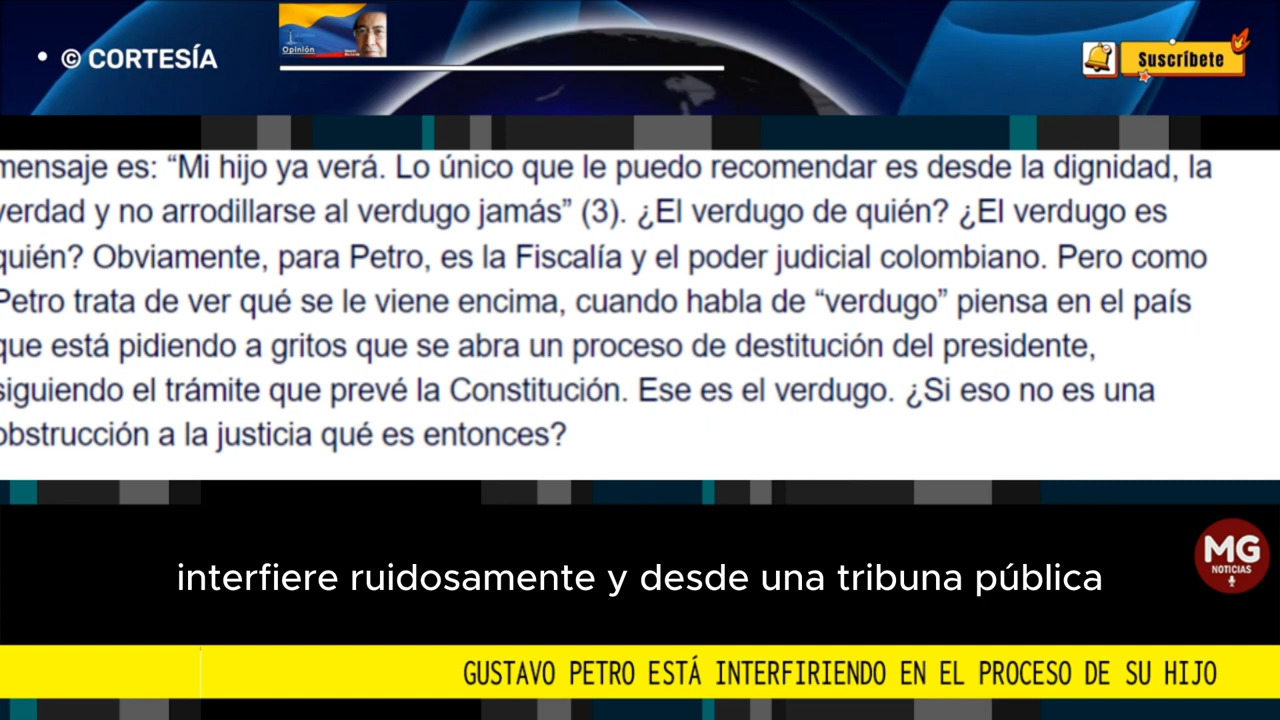 • © CORTESÍA
Opinión
Suscríbete
mensaje es: “Mi hijo ya verá. Lo único que le puedo recomendar es desde la dignidad, la
verdad y no arrodillarse al verdugo jamás” (3). ¿El verdugo de quién? ¿El verdugo es
quién? Obviamente, para Petro, es la Fiscalía y el poder judicial colombiano. Pero como
Petro trata de ver qué se le viene encima, cuando habla de “verdugo” piensa en el país
que está pidiendo a gritos que se abra un proceso de destitución del presidente,
siguiendo el trámite que prevé la Constitución. Ese es el verdugo. ¿Si eso no es una
obstrucción a la justicia qué es entonces?
interfiere ruidosamente y desde una tribuna pública
MG
NOTICIAS
GUSTAVO PETRO ESTÁ INTERFIRIENDO EN EL PROCESO DE SU HIJO